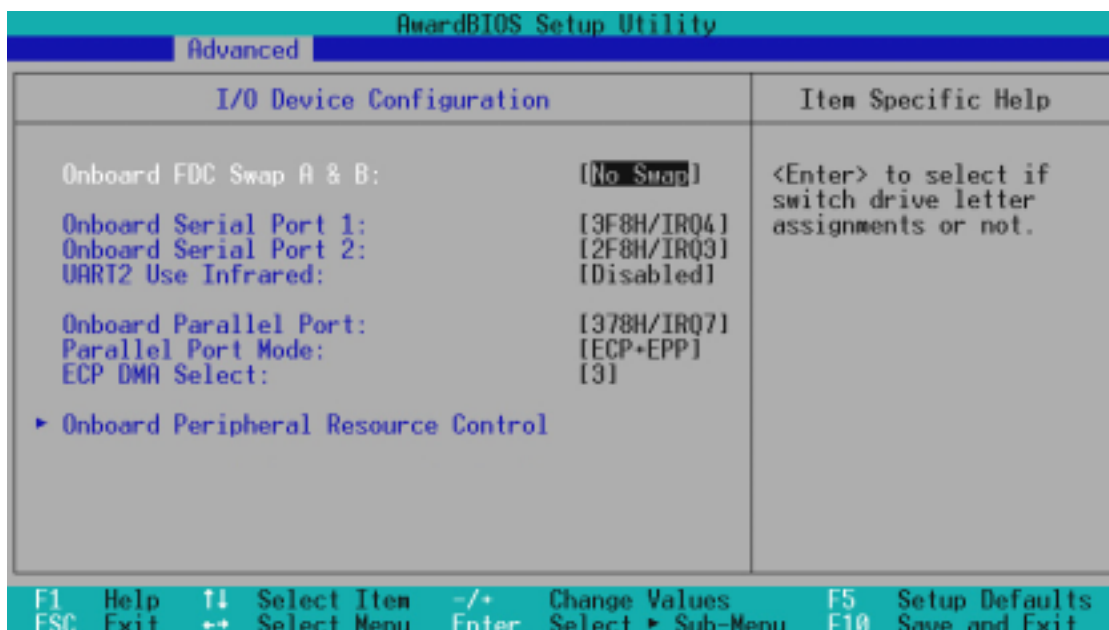 AwardBIOS Setup Utility
Advanced
I/O Device Configuration
Item Specific Help
Onboard FDC Swap A & B: [No Swap]
Onboard Serial Port 1: [3F8H/IRQ4]
Onboard Serial Port 2: [2F8H/IRQ3]
UART2 Use Infrared: [Disabled]
Onboard Parallel Port: [378H/IRQ7]
Parallel Port Mode: [ECP+EPP]
ECP DMA Select: [3]
▸ Onboard Peripheral Resource Control
<Enter> to select if
switch drive letter
assignments or not.
F1 Help ↑↓ Select Item -/+ Change Values F5 Setup Defaults
ESC Exit ←→ Select Menu Enter Select ▸ Sub-Menu F10 Save and Exit